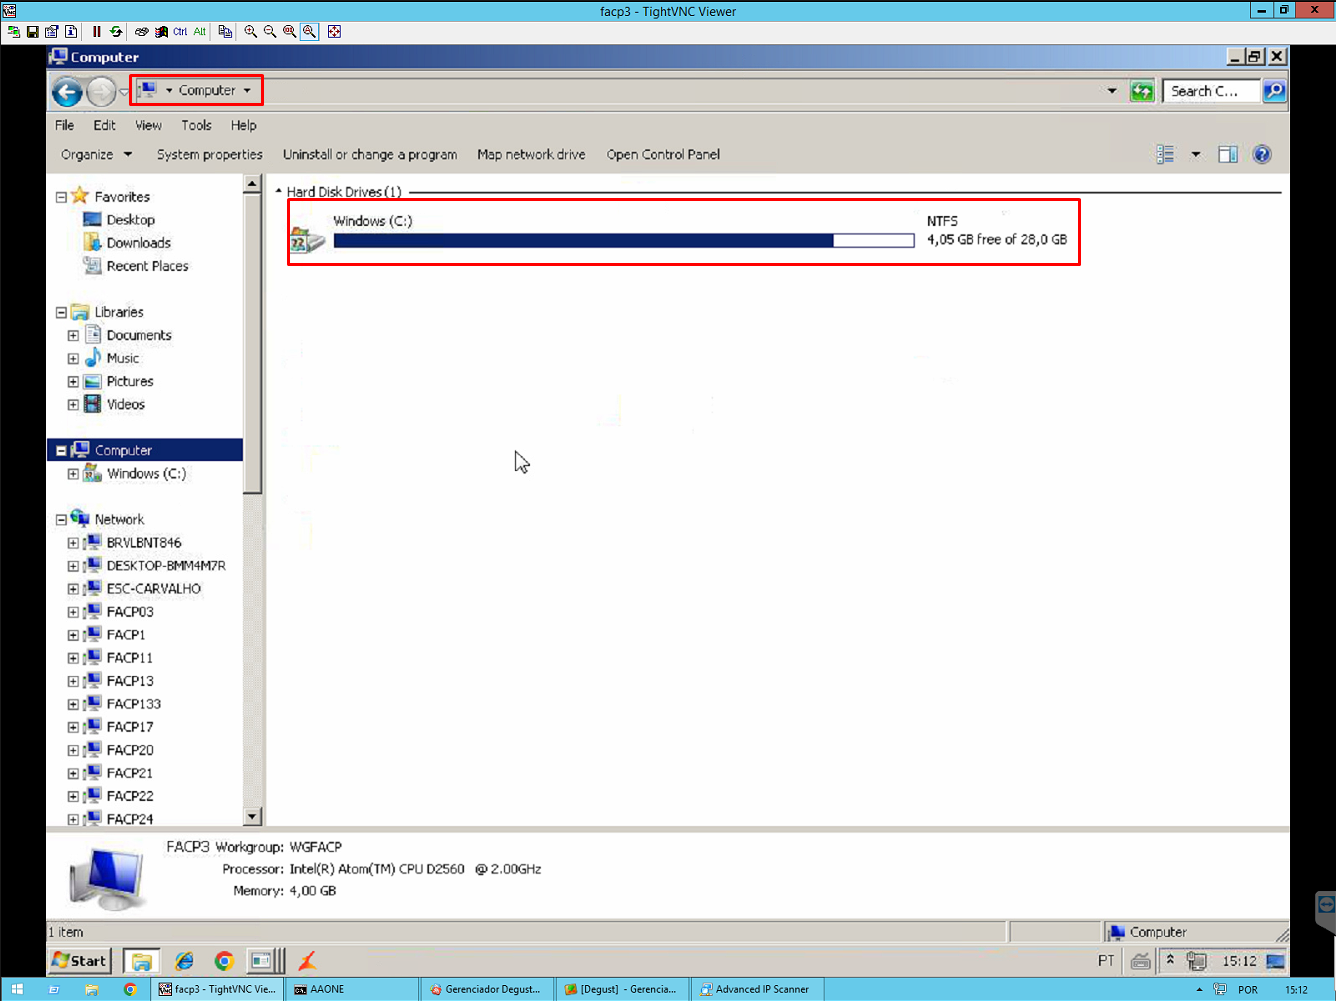 facp3 - TightVNC Viewer
Ctrl Alt
Computer
Computer
Search C...
File Edit View Tools Help
Organize System properties Uninstall or change a program Map network drive Open Control Panel
Favorites
Desktop
Downloads
Recent Places
Libraries
Documents
Music
Pictures
Videos
Computer
Windows (C:)
Network
BRVLBNT846
DESKTOP-BMM4M7R
ESC-CARVALHO
FACP03
FACP1
FACP11
FACP13
FACP133
FACP17
FACP20
FACP21
FACP22
FACP24
Hard Disk Drives (1)
Windows (C:)
NTFS
4,05 GB free of 28,0 GB
FACP3 Workgroup: WGFACP
Processor: Intel(R) Atom(TM) CPU D2560 @ 2.00GHz
Memory: 4,00 GB
1 item
Computer
Start
PT
15:12
facp3 - TightVNC Vie...
AAONE
Gerenciador Degust...
[Degust] - Gerencia...
Advanced IP Scanner
POR
15:12